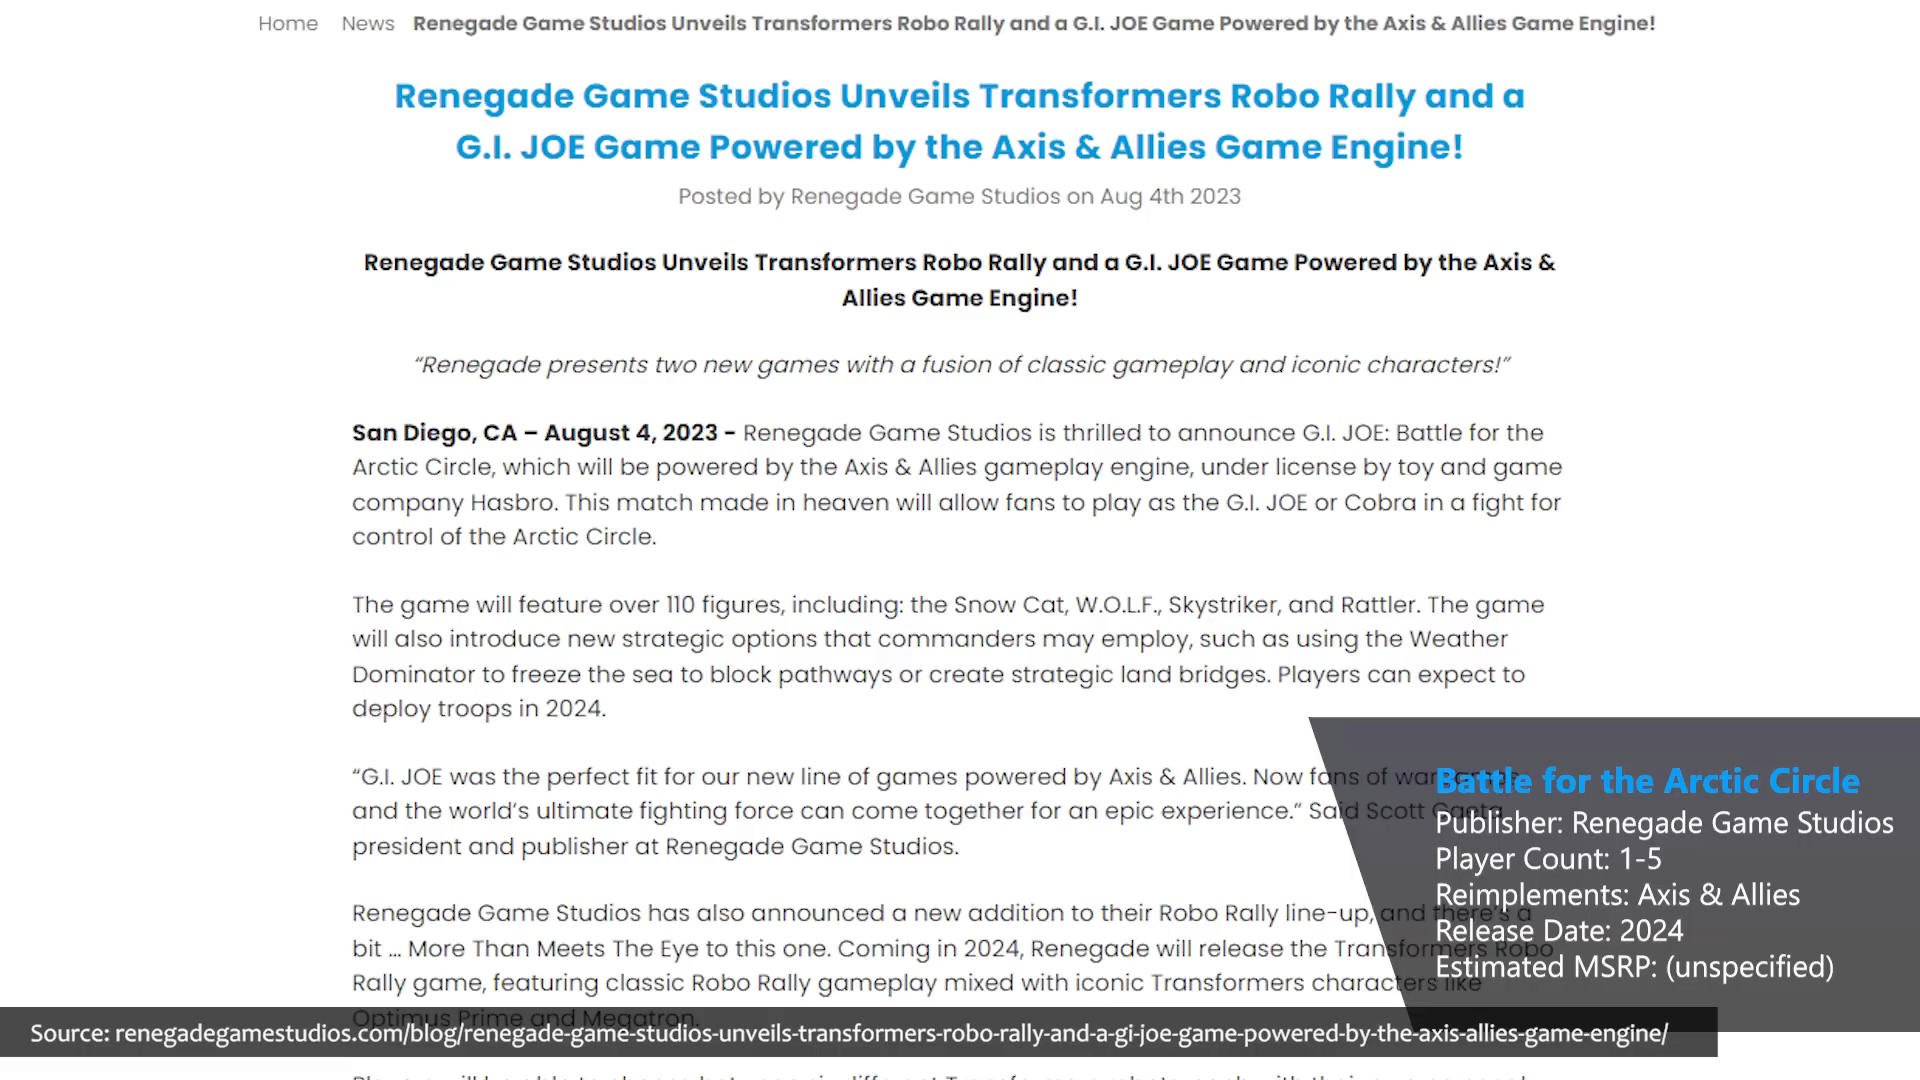 Home News Renegade Game Studios Unveils Transformers Robo Rally and a G.I. JOE Game Powered by the Axis & Allies Game Engine!
Renegade Game Studios Unveils Transformers Robo Rally and a
G.I. JOE Game Powered by the Axis & Allies Game Engine!
Posted by Renegade Game Studios on Aug 4th 2023
Renegade Game Studios Unveils Transformers Robo Rally and a G.I. JOE Game Powered by the Axis &
Allies Game Engine!
“Renegade presents two new games with a fusion of classic gameplay and iconic characters!”
San Diego, CA – August 4, 2023 - Renegade Game Studios is thrilled to announce G.I. JOE: Battle for the
Arctic Circle, which will be powered by the Axis & Allies gameplay engine, under license by toy and game
company Hasbro. This match made in heaven will allow fans to play as the G.I. JOE or Cobra in a fight for
control of the Arctic Circle.
The game will feature over 110 figures, including: the Snow Cat, W.O.L.F., Skystriker, and Rattler. The game
will also introduce new strategic options that commanders may employ, such as using the Weather
Dominator to freeze the sea to block pathways or create strategic land bridges. Players can expect to
deploy troops in 2024.
“G.I. JOE was the perfect fit for our new line of games powered by Axis & Allies. Now fans of
and the world’s ultimate fighting force can come together for an epic experience.” Said Scott Gaeta
president and publisher at Renegade Game Studios.
Renegade Game Studios has also announced a new addition to their Robo Rally line-up, and there’s a
bit … More Than Meets The Eye to this one. Coming in 2024, Renegade will release the Transformers Robo
Rally game, featuring classic Robo Rally gameplay mixed with iconic Transformers characters like
Optimus Prime and Megatron.
Battle for the Arctic Circle
Publisher: Renegade Game Studios
Player Count: 1-5
Reimplements: Axis & Allies
Release Date: 2024
Estimated MSRP: (unspecified)
Source: renegadegamestudios.com/blog/renegade-game-studios-unveils-transformers-robo-rally-and-a-gi-joe-game-powered-by-the-axis-allies-game-engine/